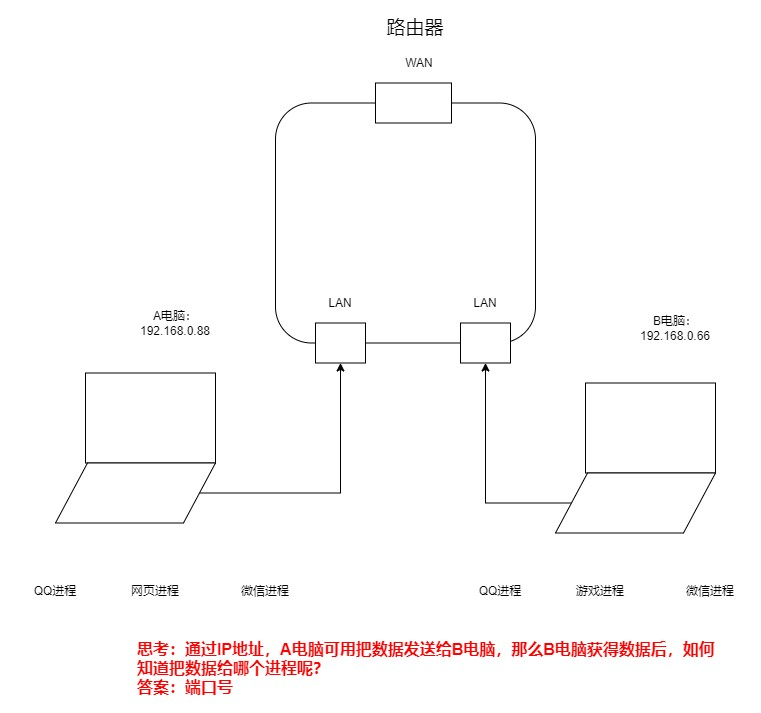 路由器
WAN
LAN
LAN
A电脑：
192.168.0.88
B电脑：
192.168.0.66
QQ进程
网页进程
微信进程
QQ进程
游戏进程
微信进程
思考：通过IP地址，A电脑可用把数据发送给B电脑，那么B电脑获得数据后，如何
知道把数据给哪个进程呢？
答案：端口号